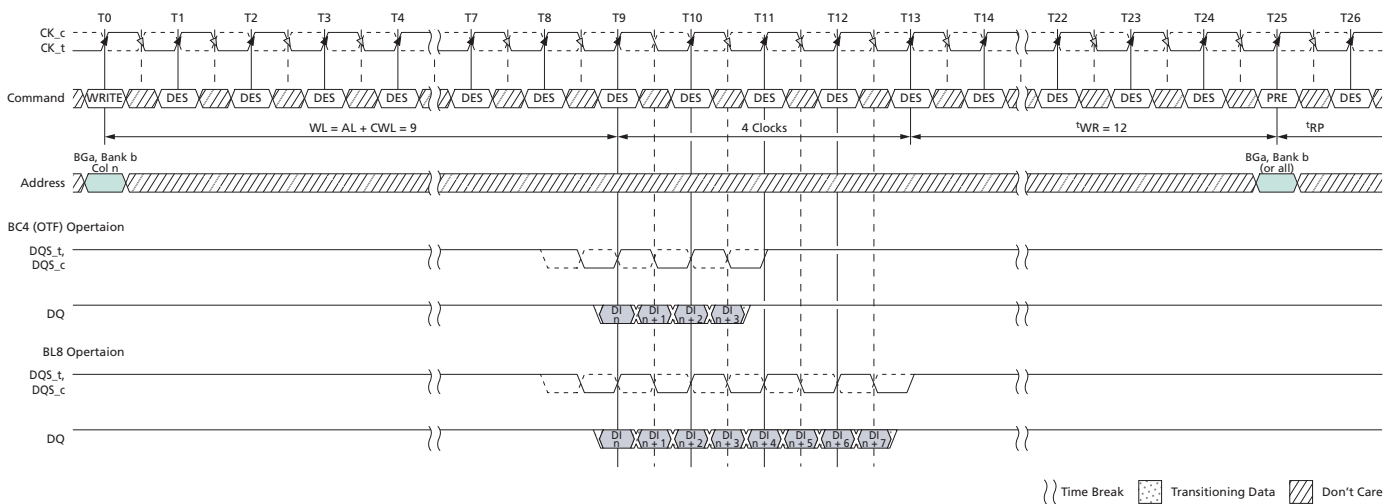 T0 T1 T2 T3 T4 T7 T8 T9 T10 T11 T12 T13 T14 T22 T23 T24 T25 T26
CK_c
CK_t
Command WRITE DES DES DES DES DES DES DES DES DES DES DES DES DES DES DES PRE DES
WL = AL + CWL = 9 4 Clocks tWR = 12 tRP
BGa, Bank b
Col n
BGa, Bank b
(or all)
Address
BC4 (OTF) Opertaion
DQS_t,
DQS_c
DQ DI n DI n + 1 DI n + 2 DI n + 3
BL8 Opertaion
DQS_t,
DQS_c
DQ DI n DI n + 1 DI n + 2 DI n + 3 DI n + 4 DI n + 5 DI n + 6 DI n + 7
Time Break Transitioning Data Don't Care